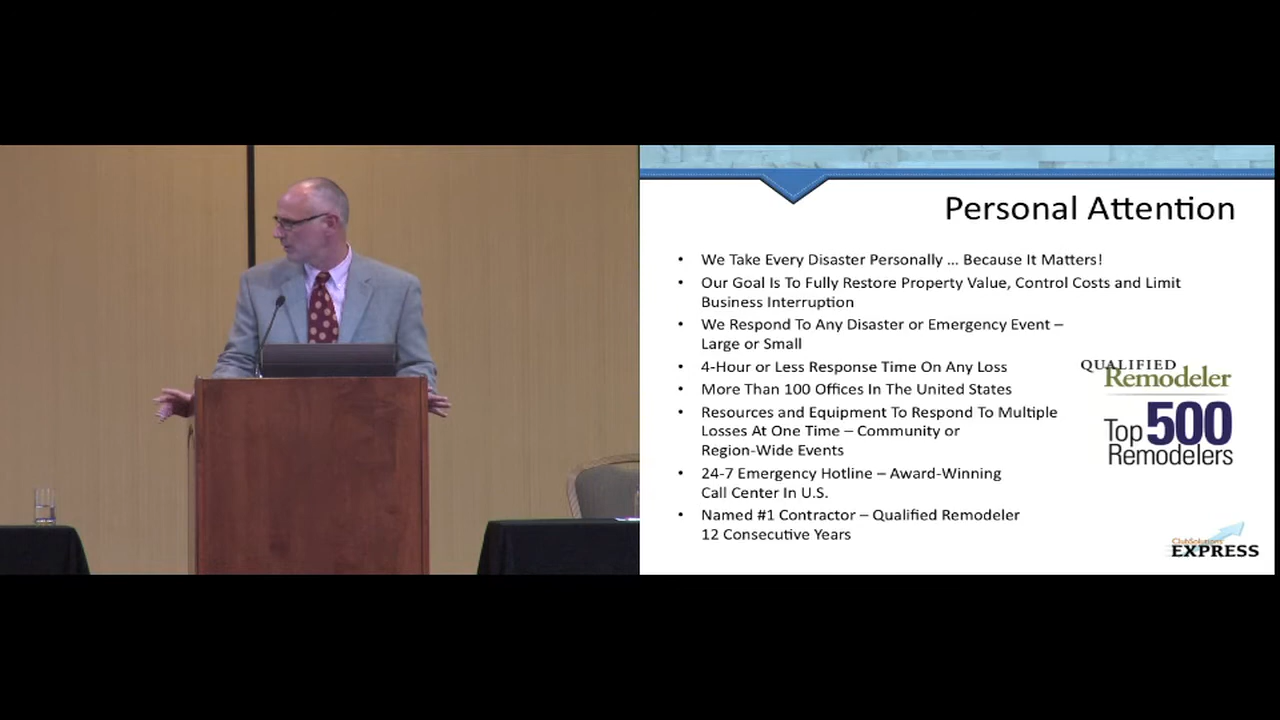 Personal Attention
• We Take Every Disaster Personally ... Because It Matters!
• Our Goal Is To Fully Restore Property Value, Control Costs and Limit
Business Interruption
• We Respond To Any Disaster or Emergency Event –
Large or Small
• 4-Hour or Less Response Time On Any Loss
• More Than 100 Offices In The United States
• Resources and Equipment To Respond To Multiple
Losses At One Time – Community or
Region-Wide Events
• 24-7 Emergency Hotline – Award-Winning
Call Center In U.S.
• Named #1 Contractor – Qualified Remodeler
12 Consecutive Years
QUALIFIED
Remodeler
Top 500
Remodelers
ClubSolutions
EXPRESS